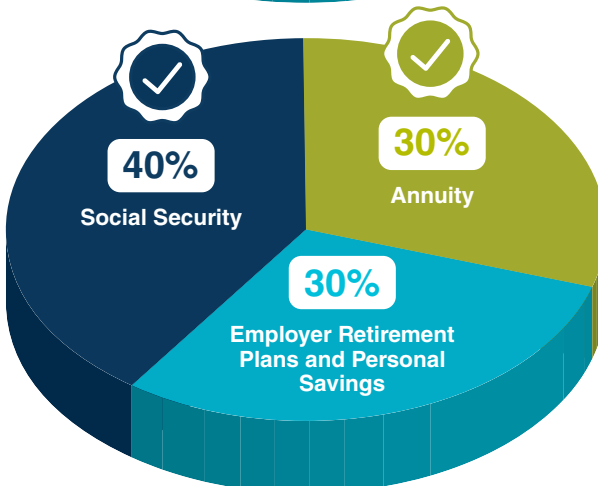 40%
Social Security
30%
Annuity
30%
Employer Retirement
Plans and Personal
Savings